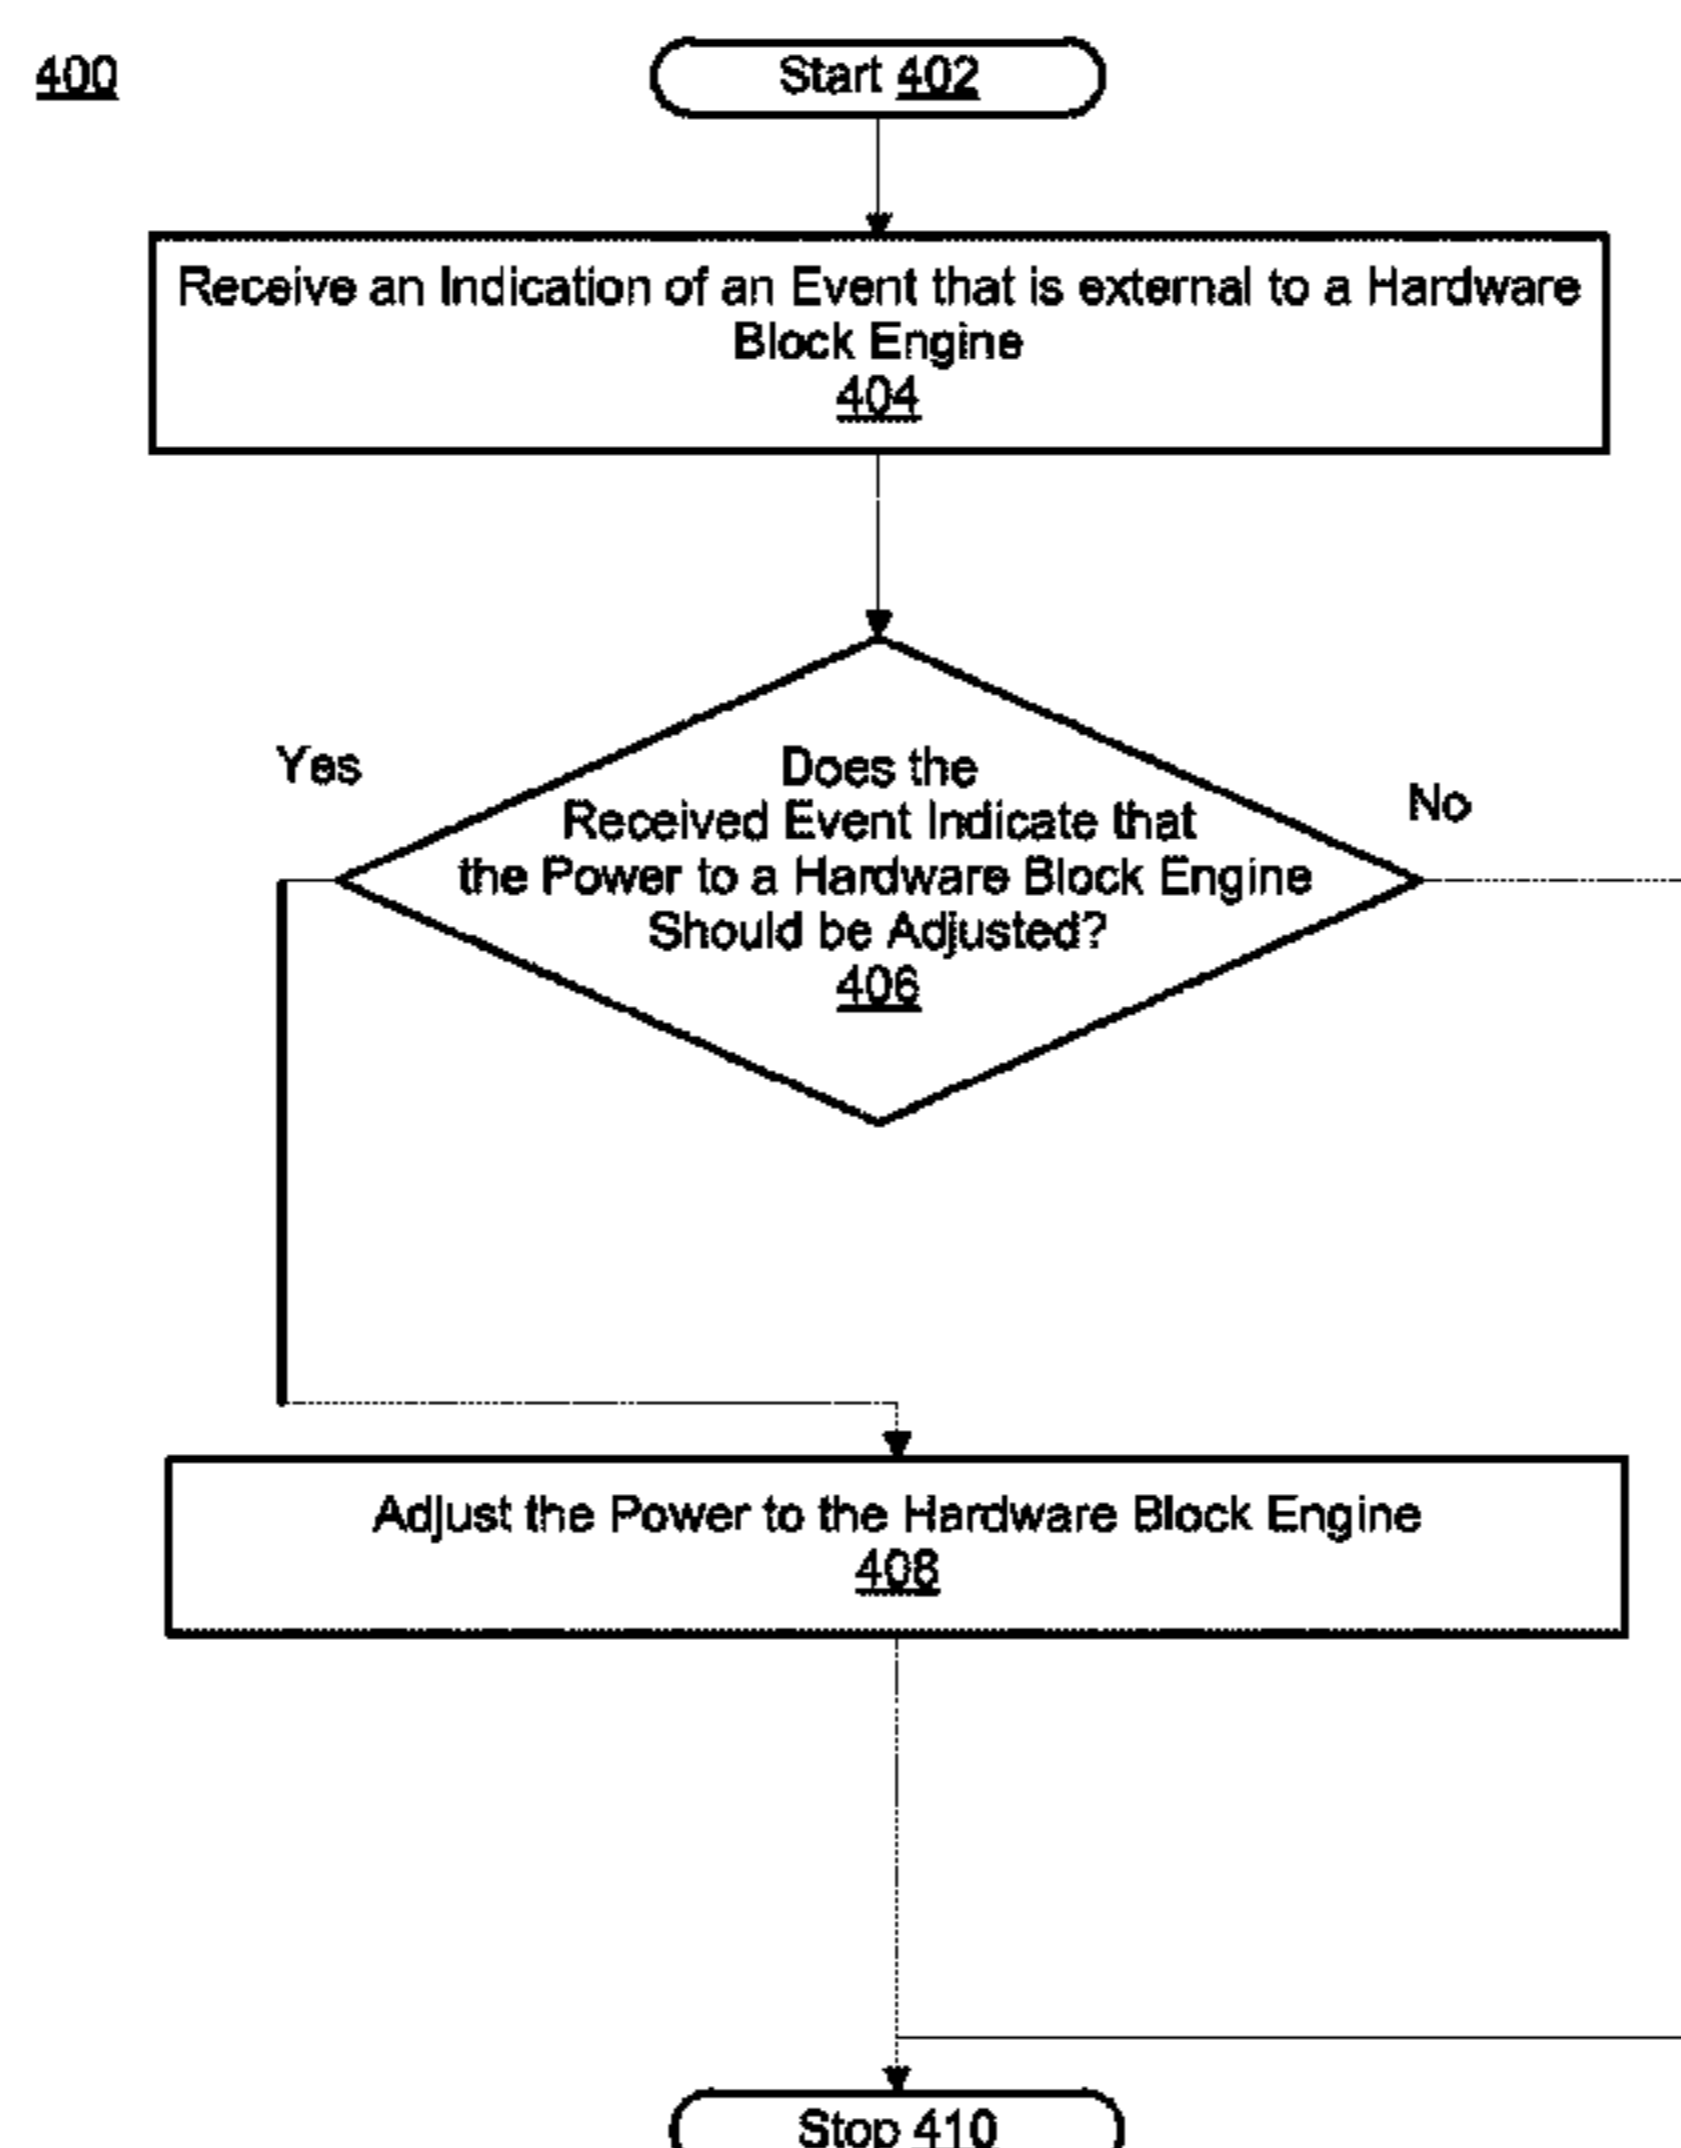 400
Start 402
Receive an Indication of an Event that is external to a Hardware
Block Engine
404
Yes
Does the
Received Event Indicate that
the Power to a Hardware Block Engine
Should be Adjusted?
406
No
Adjust the Power to the Hardware Block Engine
408
Stop 410